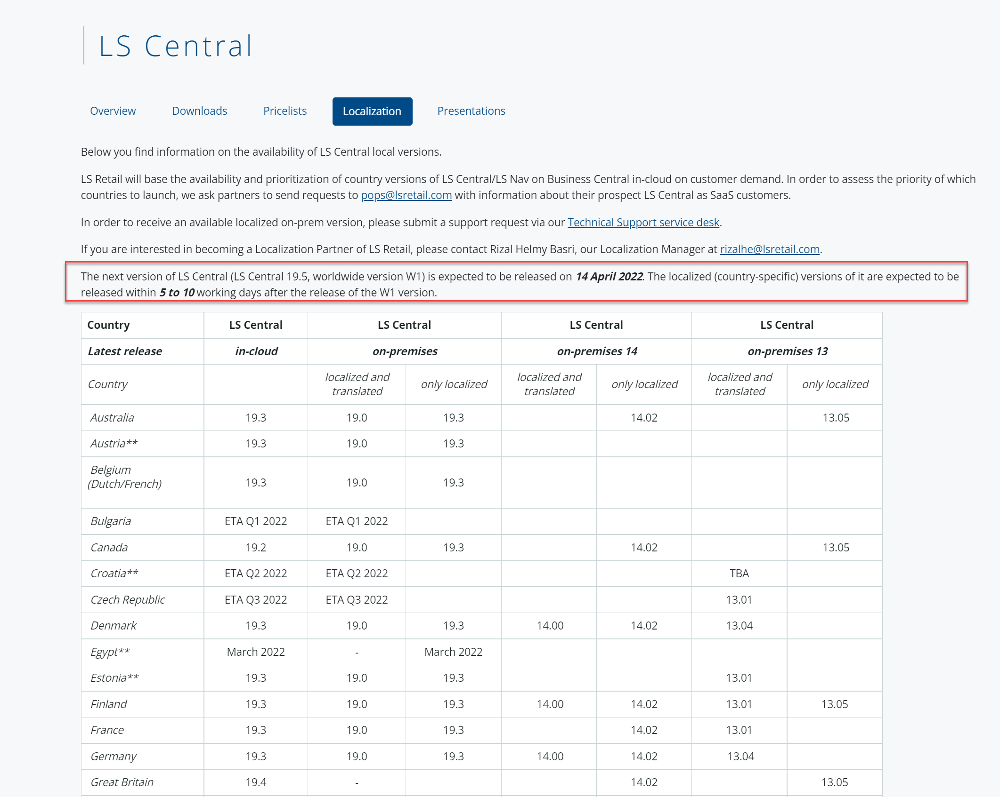 LS Central
Overview Downloads Pricelists Localization Presentations
Below you find information on the availability of LS Central local versions.
LS Retail will base the availability and prioritization of country versions of LS Central/LS Nav on Business Central in-cloud on customer demand. In order to assess the priority of which
countries to launch, we ask partners to send requests to pops@lsretail.com with information about their prospect LS Central as SaaS customers.
In order to receive an available localized on-prem version, please submit a support request via our Technical Support service desk.
If you are interested in becoming a Localization Partner of LS Retail, please contact Rizal Helmy Basri, our Localization Manager at rizalhe@lsretail.com.
The next version of LS Central (LS Central 19.5, worldwide version W1) is expected to be released on 14 April 2022. The localized (country-specific) versions of it are expected to be
released within 5 to 10 working days after the release of the W1 version.
Country LS Central LS Central LS Central LS Central
Latest release in-cloud on-premises on-premises 14 on-premises 13
Country localized and translated only localized localized and translated only localized localized and translated only localized
Australia 19.3 19.0 19.3 14.02 13.05
Austria** 19.3 19.0 19.3
Belgium
(Dutch/French) 19.3 19.0 19.3
Bulgaria ETA Q1 2022 ETA Q1 2022
Canada 19.2 19.0 19.3 14.02 13.05
Croatia** ETA Q2 2022 ETA Q2 2022 TBA
Czech Republic ETA Q3 2022 ETA Q3 2022 13.01
Denmark 19.3 19.0 19.3 14.00 14.02 13.04
Egypt** March 2022 - March 2022
Estonia** 19.3 19.0 19.3 13.01
Finland 19.3 19.0 19.3 14.00 14.02 13.01 13.05
France 19.3 19.0 19.3 14.02 13.01
Germany 19.3 19.0 19.3 14.00 14.02 13.04
Great Britain 19.4 - 14.02 13.05